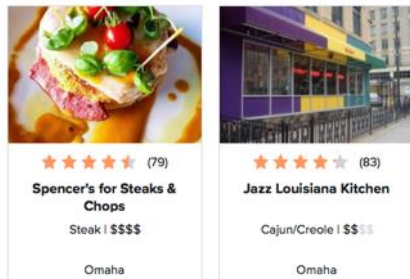 (79)
Spencer's for Steaks &
Chops
Steak | $$$$
Omaha
(83)
Jazz Louisiana Kitchen
Cajun/Creole | $$$$
Omaha